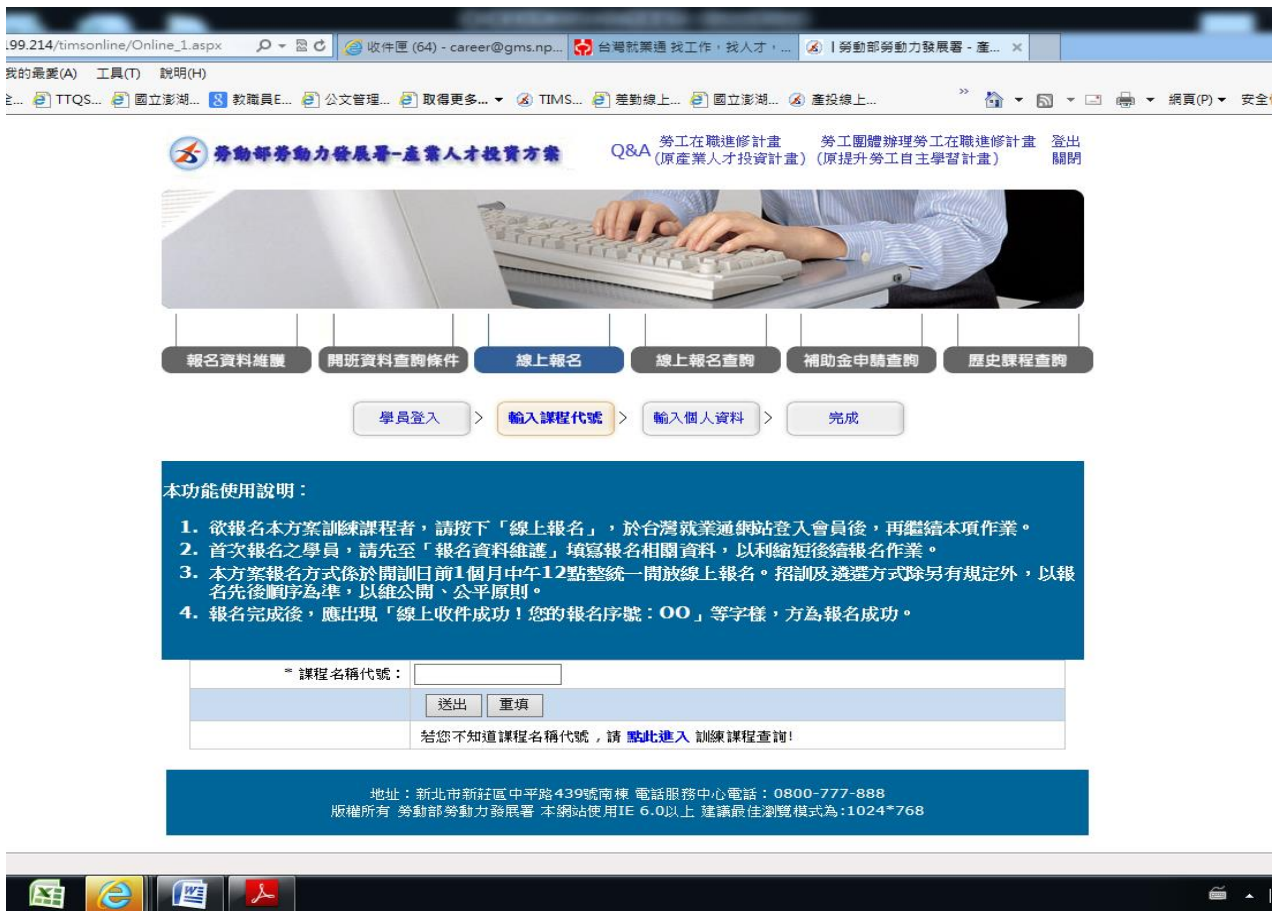 .99.214/timsonline/Online_1.aspx
收件匣 (64) - career@gms.np...
台灣就業通 找工作，找人才，...
| 勞動部勞動力發展署 - 產...
我的最愛(A) 工具(T) 說明(H)
TTQS... 國立澎湖... 教職員E... 公文管理... 取得更多... TIMS... 差勤線上... 國立澎湖... 產投線上... 網頁(P) 安全
勞動部勞動力發展署-產業人才投資方案
Q&A
勞工在職進修計畫
(原產業人才投資計畫)
勞工團體辦理勞工在職進修計畫
(原提升勞工自主學習計畫)
登出
關閉
報名資料維護 開班資料查詢條件 線上報名 線上報名查詢 補助金申請查詢 歷史課程查詢
學員登入 > 輸入課程代號 > 輸入個人資料 > 完成
本功能使用說明：
1. 欲報名本方案訓練課程者，請按下「線上報名」，於台灣就業通網站登入會員後，再繼續本項作業。
2. 首次報名之學員，請先至「報名資料維護」填寫報名相關資料，以利縮短後續報名作業。
3. 本方案報名方式係於開訓日前1個月中午12點整統一開放線上報名。招訓及遴選方式除另有規定外，以報
名先後順序為準，以維公開、公平原則。
4. 報名完成後，應出現「線上收件成功！您的報名序號：OO」等字樣，方為報名成功。
* 課程名稱代號：
送出 重填
若您不知道課程名稱代號，請 點此進入 訓練課程查詢!
地址：新北市新莊區中平路439號南棟 電話服務中心電話：0800-777-888
版權所有 勞動部勞動力發展署 本網站使用IE 6.0以上 建議最佳瀏覽模式為:1024*768